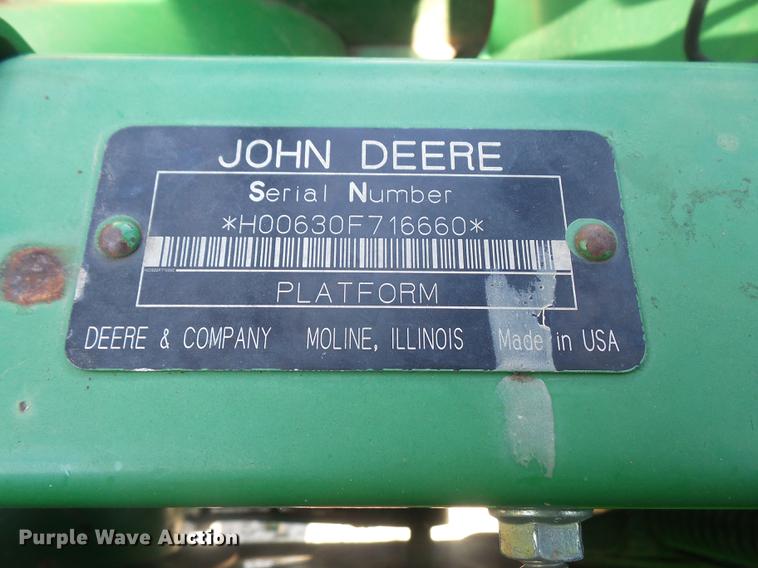 JOHN DEERE
Serial Number
*H00630F716660*
PLATFORM
DEERE & COMPANY MOLINE, ILLINOIS Made in USA
Purple Wave Auction